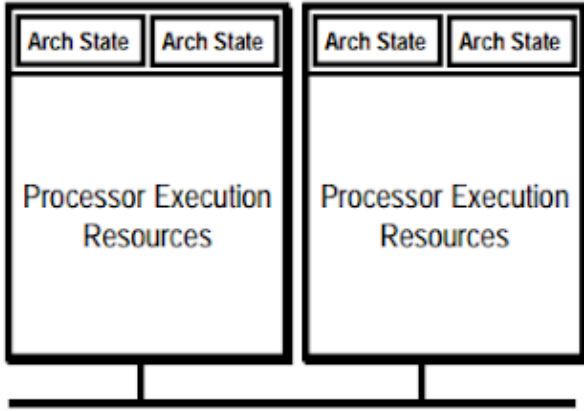 Arch State Arch State Arch State Arch State
Processor Execution Processor Execution
Resources Resources